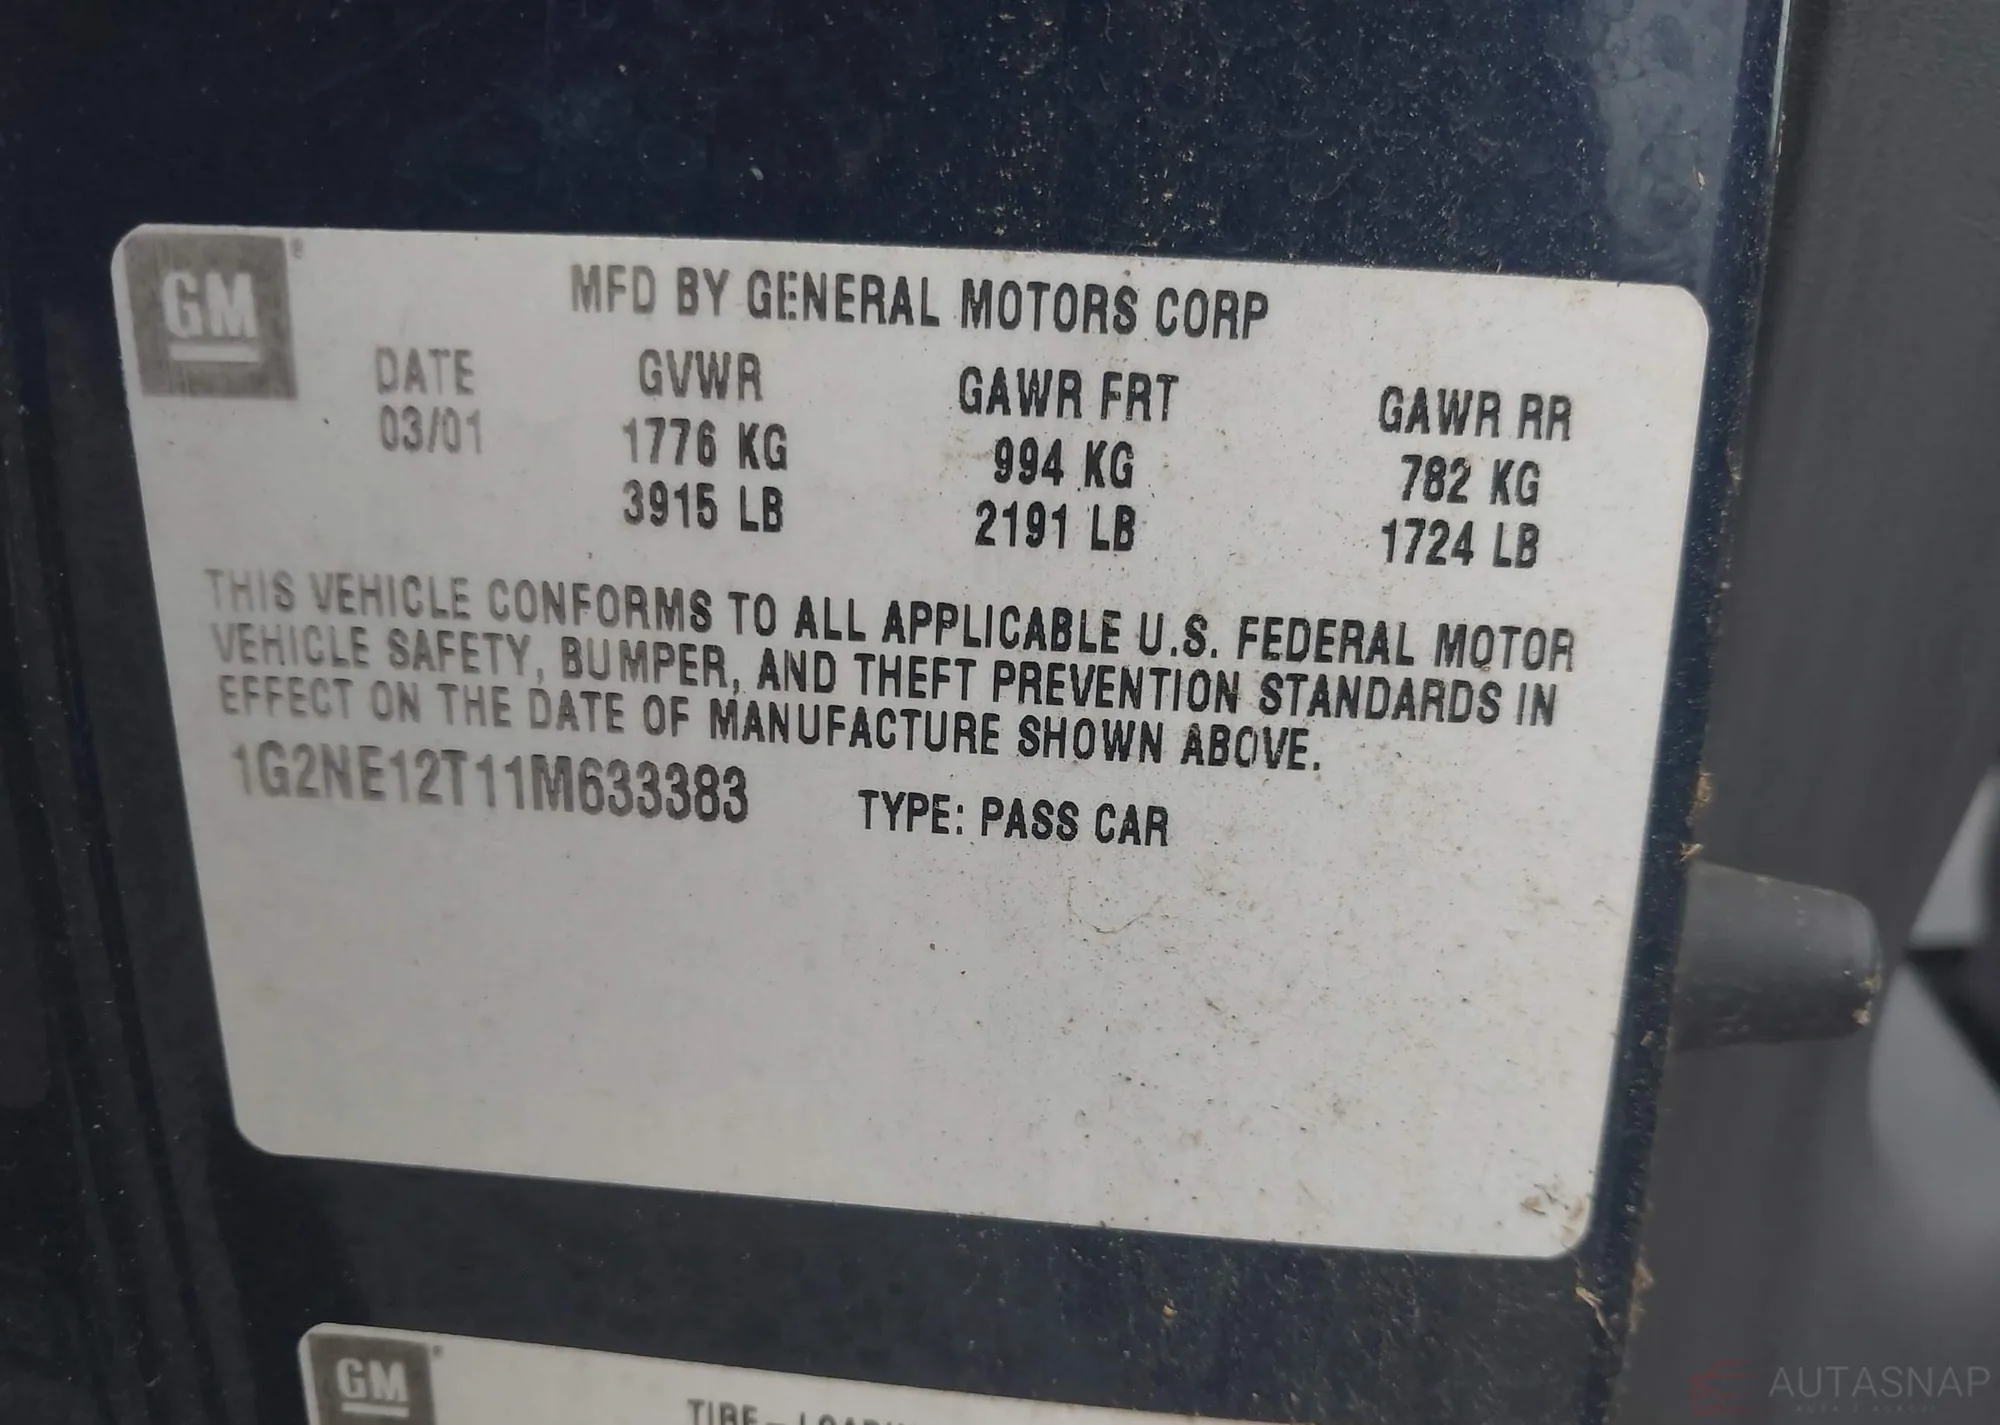 GM
MFD BY GENERAL MOTORS CORP
DATE GVWR GAWR FRT GAWR RR
03/01 1776 KG 994 KG 782 KG
3915 LB 2191 LB 1724 LB
THIS VEHICLE CONFORMS TO ALL APPLICABLE U.S. FEDERAL MOTOR
VEHICLE SAFETY, BUMPER, AND THEFT PREVENTION STANDARDS IN
EFFECT ON THE DATE OF MANUFACTURE SHOWN ABOVE.
1G2NE12T11M633383 TYPE: PASS CAR
GM
AUTASNAP